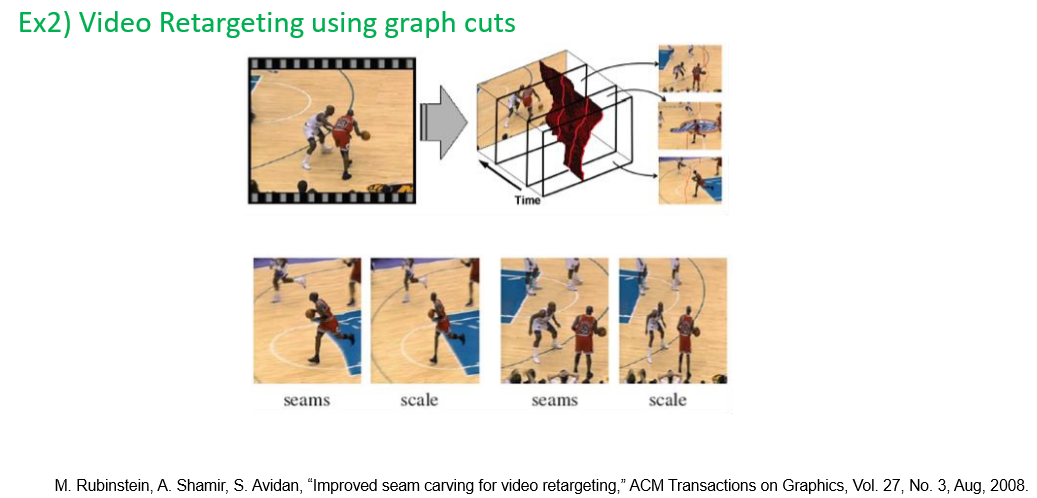 Ex2) Video Retargeting using graph cuts
Time
seams scale seams scale
M. Rubinstein, A. Shamir, S. Avidan, “Improved seam carving for video retargeting,” ACM Transactions on Graphics, Vol. 27, No. 3, Aug, 2008.